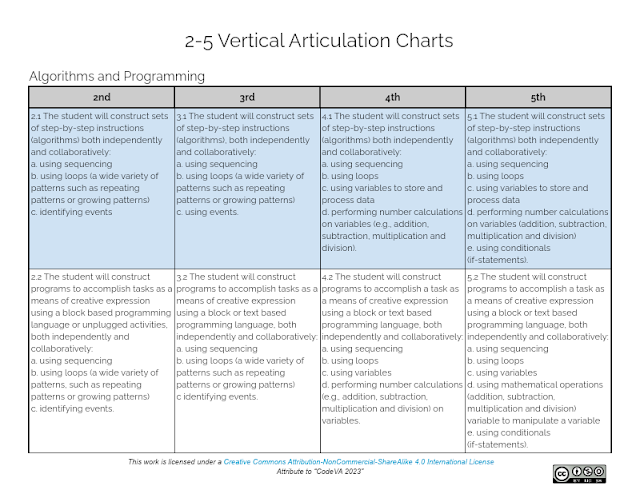 2-5 Vertical Articulation Charts
Algorithms and Programming
2nd
3rd
4th
5th
2.1 The student will construct sets
of step-by-step instructions
(algorithms) both independently
and collaboratively:
a. using sequencing
b. using loops (a wide variety of
patterns such as repeating
patterns or growing patterns)
c. identifying events
3.1 The student will construct sets
of step-by-step instructions
(algorithms), both independently
and collaboratively:
a. using sequencing
b. using loops (a wide variety of
patterns such as repeating
patterns or growing patterns)
c. using events.
4.1 The student will construct sets
of step-by-step instructions
(algorithms), both independently
and collaboratively:
a. using sequencing
b. using loops
c. using variables to store and
process data
d. performing number calculations
on variables (e.g., addition,
subtraction, multiplication and
division).
5.1 The student will construct sets
of step-by-step instructions
(algorithms) both independently
and collaboratively:
a. using sequencing
b. using loops
c. using variables to store and
process data
d. performing number calculations
on variables (addition, subtraction,
multiplication and division)
e. using conditionals
(if-statements).
2.2 The student will construct
programs to accomplish tasks as a
means of creative expression
using a block based programming
language or unplugged activities,
both independently and
collaboratively:
a. using sequencing
b. using loops (a wide variety of
patterns, such as repeating
patterns or growing patterns)
c. identifying events.
3.2 The student will construct
programs to accomplish tasks as a
means of creative expression
using a block or text based
programming language, both
independently and collaboratively:
a. using sequencing
b. using loops (a wide variety of
patterns such as repeating
patterns or growing patterns)
c identifying events.
4.2 The student will construct
programs to accomplish a task as
a means of creative expression
using a block or text based
programming language, both
independently and collaboratively:
a. using sequencing
b. using loops
c. using variables
d. performing number calculations
(e.g., addition, subtraction,
multiplication and division) on
variables.
5.2 The student will construct
programs to accomplish a task as
a means of creative expression
using a block or text based
programming language, both
independently and collaboratively:
a. using sequencing
b. using loops
c. using variables
d. using mathematical operations
(addition, subtraction,
multiplication and division)
variable to manipulate a variable
e. using conditionals
(if-statements).
This work is licensed under a Creative Commons Attribution-NonCommercial-ShareAlike 4.0 International License
Attribute to "CodeVA 2023"
cc
BY NC SA